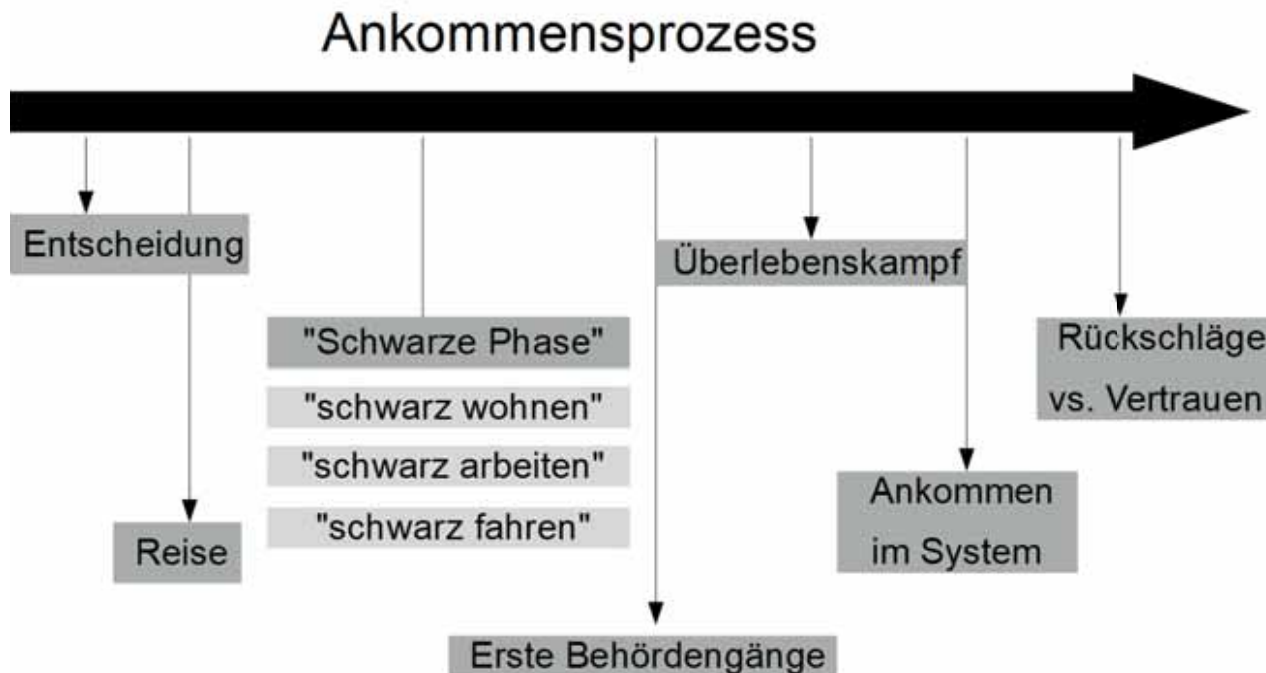 Ankommensprozess
Entscheidung
Reise
"Schwarze Phase"
"schwarz wohnen"
"schwarz arbeiten"
"schwarz fahren"
Erste Behördengänge
Überlebenskampf
Ankommen
im System
Rückschläge
vs. Vertrauen